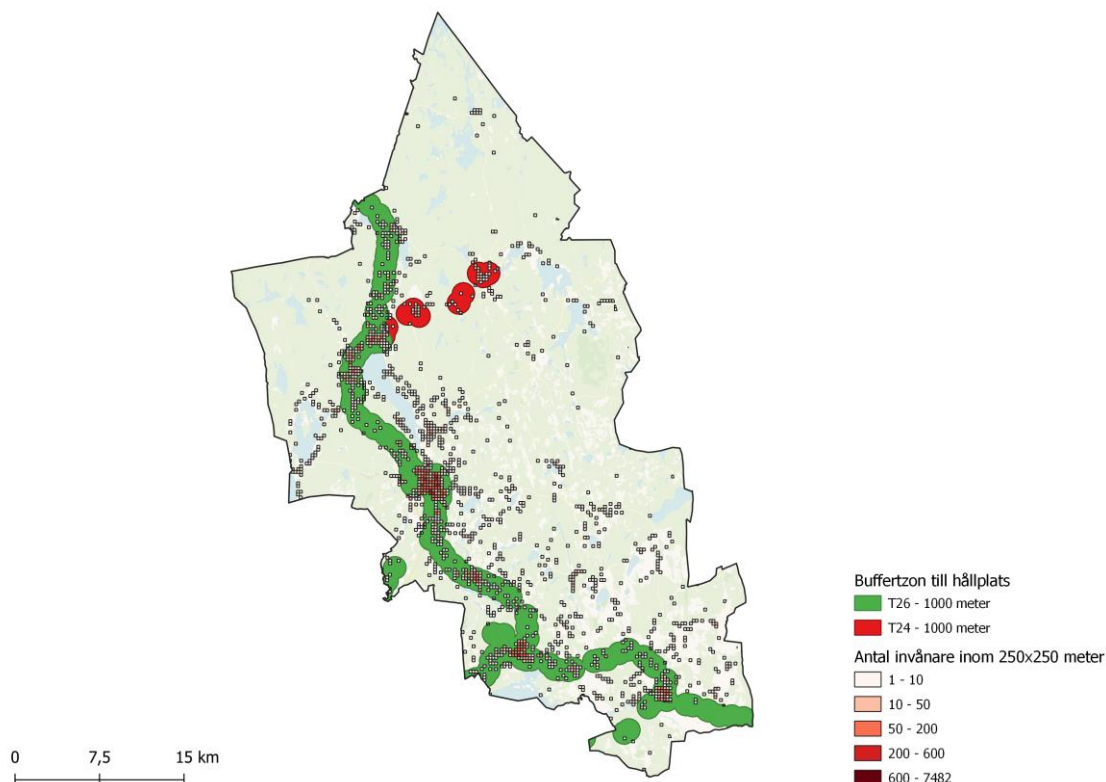 Buffertzon till hållplats
T26 - 1000 meter
T24 - 1000 meter
Antal invånare inom 250x250 meter
1 - 10
10 - 50
50 - 200
200 - 600
600 - 7482
0 7,5 15 km